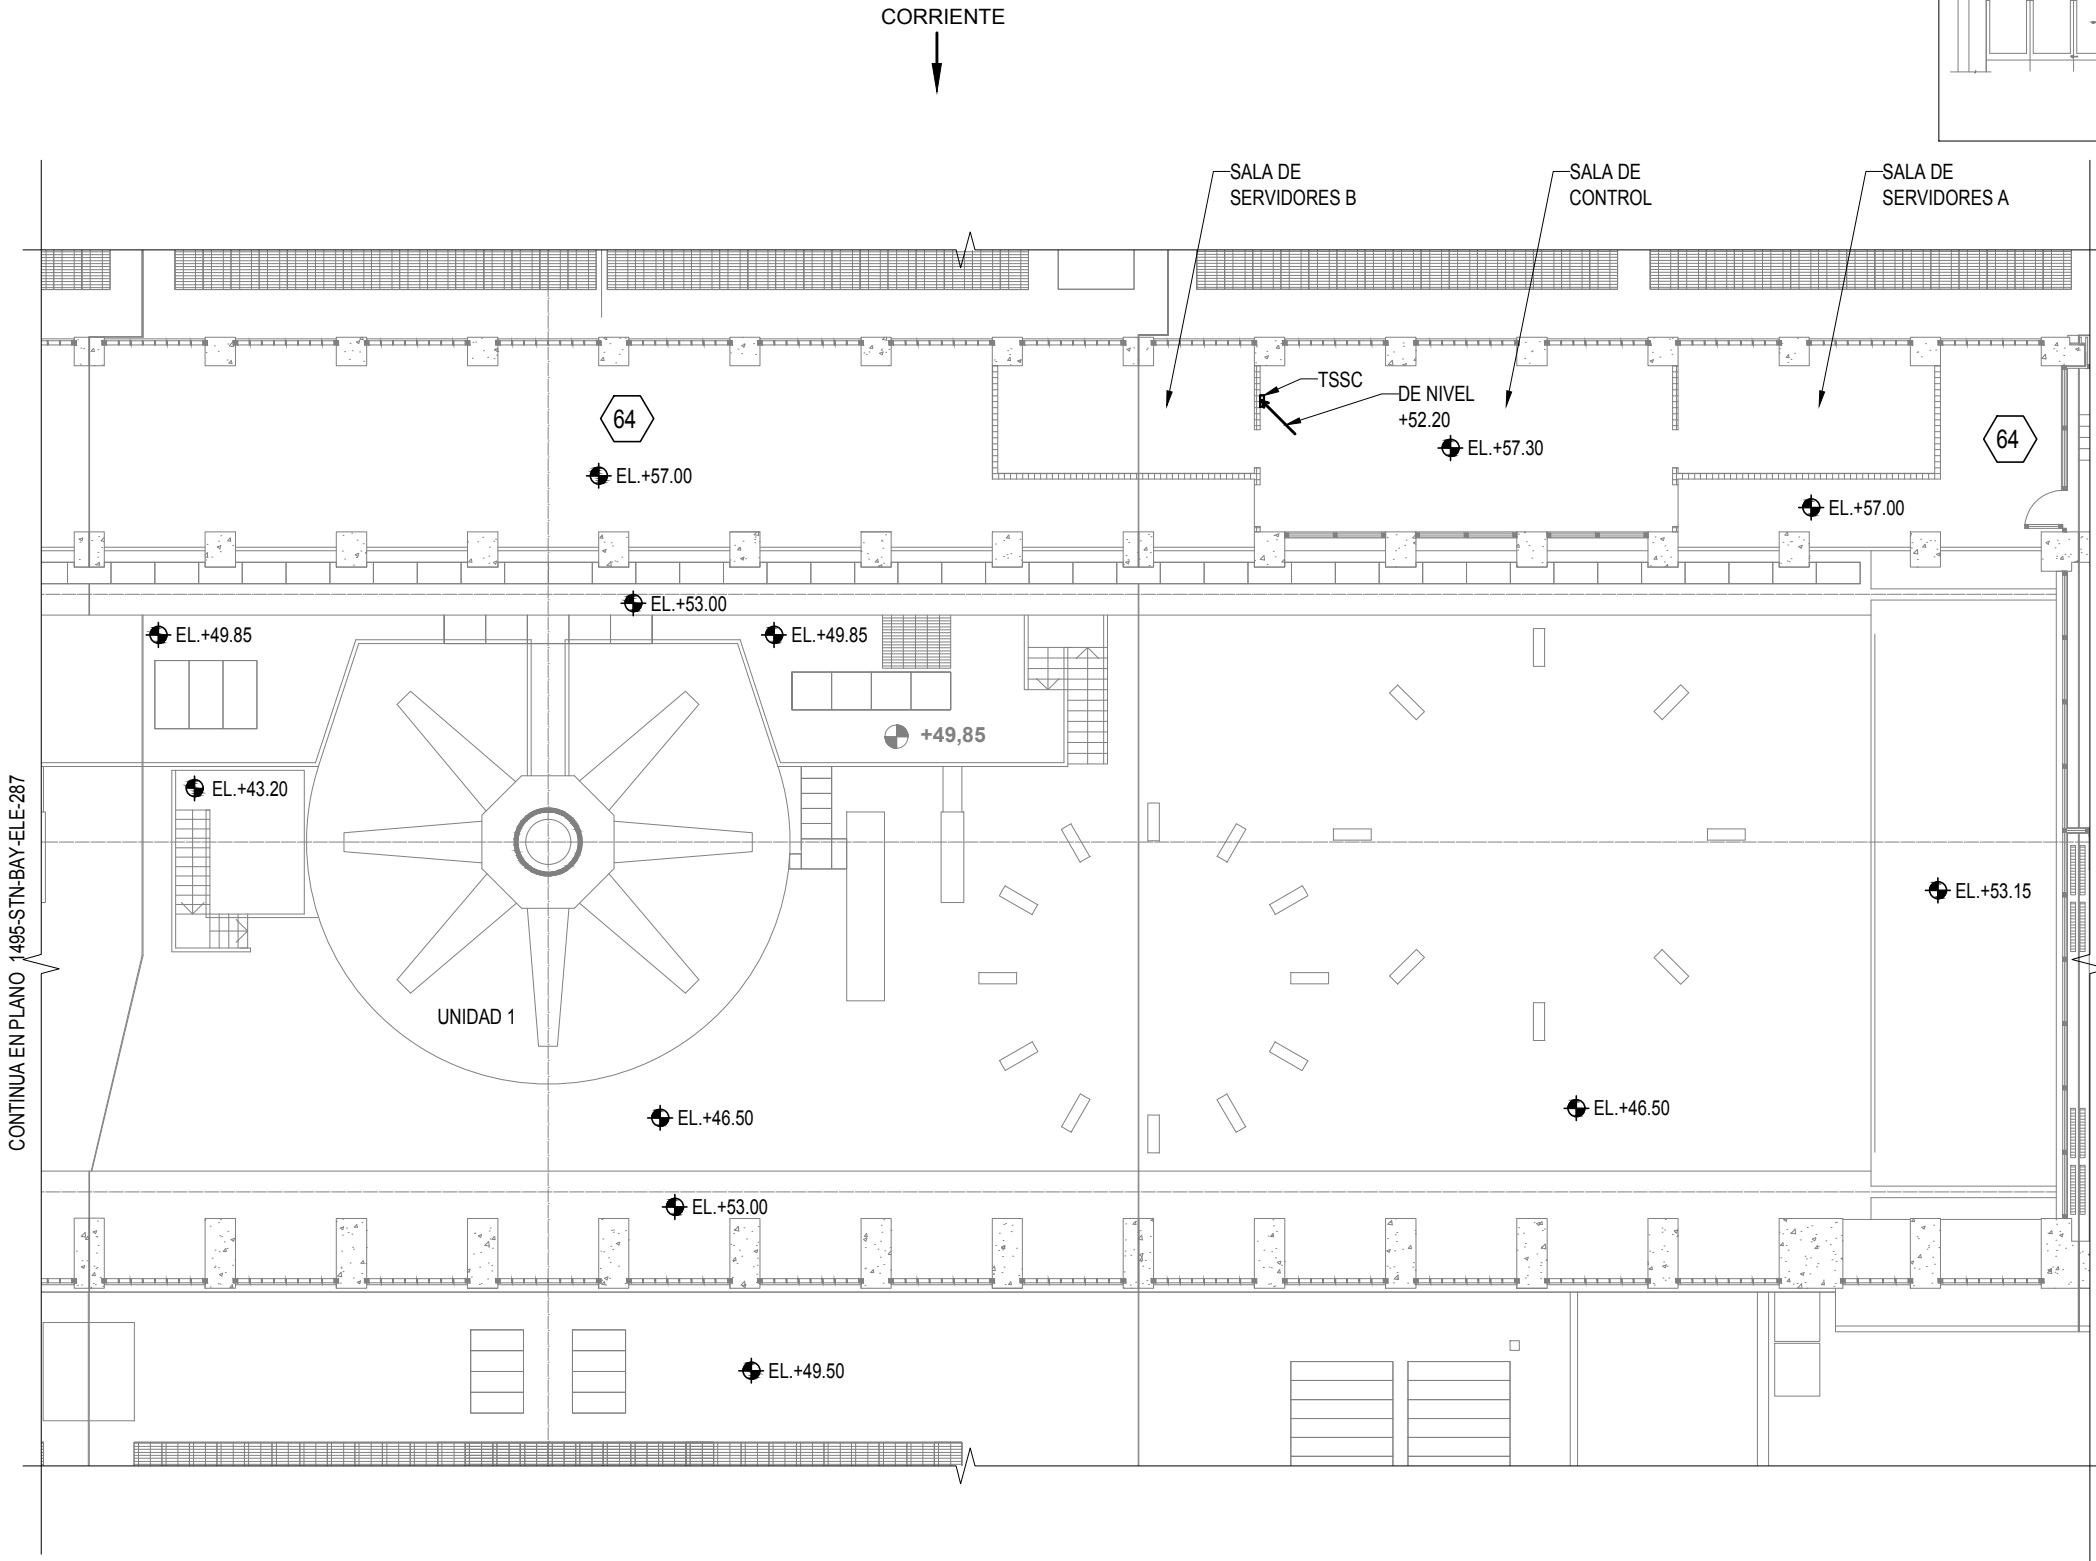 CORRIENTE
SALA DE
SERVIDORES B
SALA DE
CONTROL
SALA DE
SERVIDORES A
TSSC
DE NIVEL
+52.20
64
EL.+57.00
EL.+57.30
64
EL.+57.00
EL.+53.00
EL.+49.85
EL.+49.85
+49,85
EL.+43.20
EL.+53.15
CONTINUA EN PLANO 1495-STN-BAY-ELE-287
UNIDAD 1
EL.+46.50
EL.+46.50
EL.+53.00
EL.+49.50